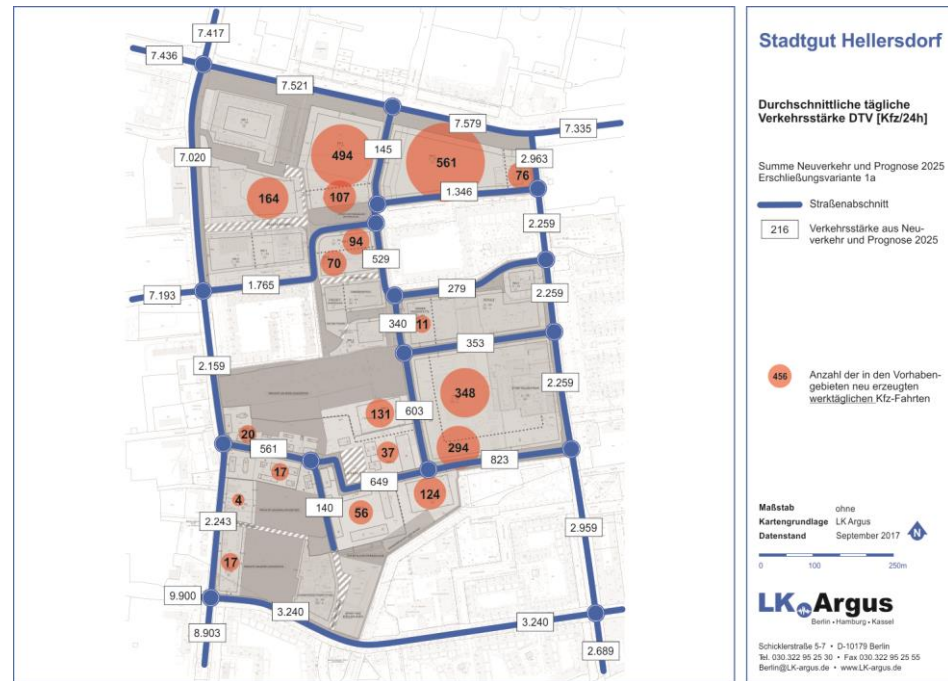 7.417
7.436
7.521
7.579
7.335
7.020
494
145
561
2.963
76
164
107
1.346
94
2.259
529
70
279
1.765
7.193
2.259
340
11
353
2.159
2.259
348
131
603
20
294
561
37
823
17
649
124
4
140
56
2.243
2.959
17
9.900
3.240
3.240
8.903
2.689
Stadtgut Hellersdorf
Durchschnittliche tägliche
Verkehrsstärke DTV [Kfz/24h]
Summe Neuverkehr und Prognose 2025
Erschließungsvariante 1a
Straßenabschnitt
216
Verkehrsstärke aus Neu-
verkehr und Prognose 2025
456
Anzahl der in den Vorhaben-
gebieten neu erzeugten
werktäglichen Kfz-Fahrten
Maßstab ohne
Kartengrundlage LK Argus
Datenstand September 2017
N
0 100 250m
LK Argus
Berlin • Hamburg • Kassel
Schicklerstraße 5-7 • D-10179 Berlin
Tel. 030.322 95 25 30 • Fax 030.322 95 25 55
Berlin@LK-argus.de • www.LK-argus.de